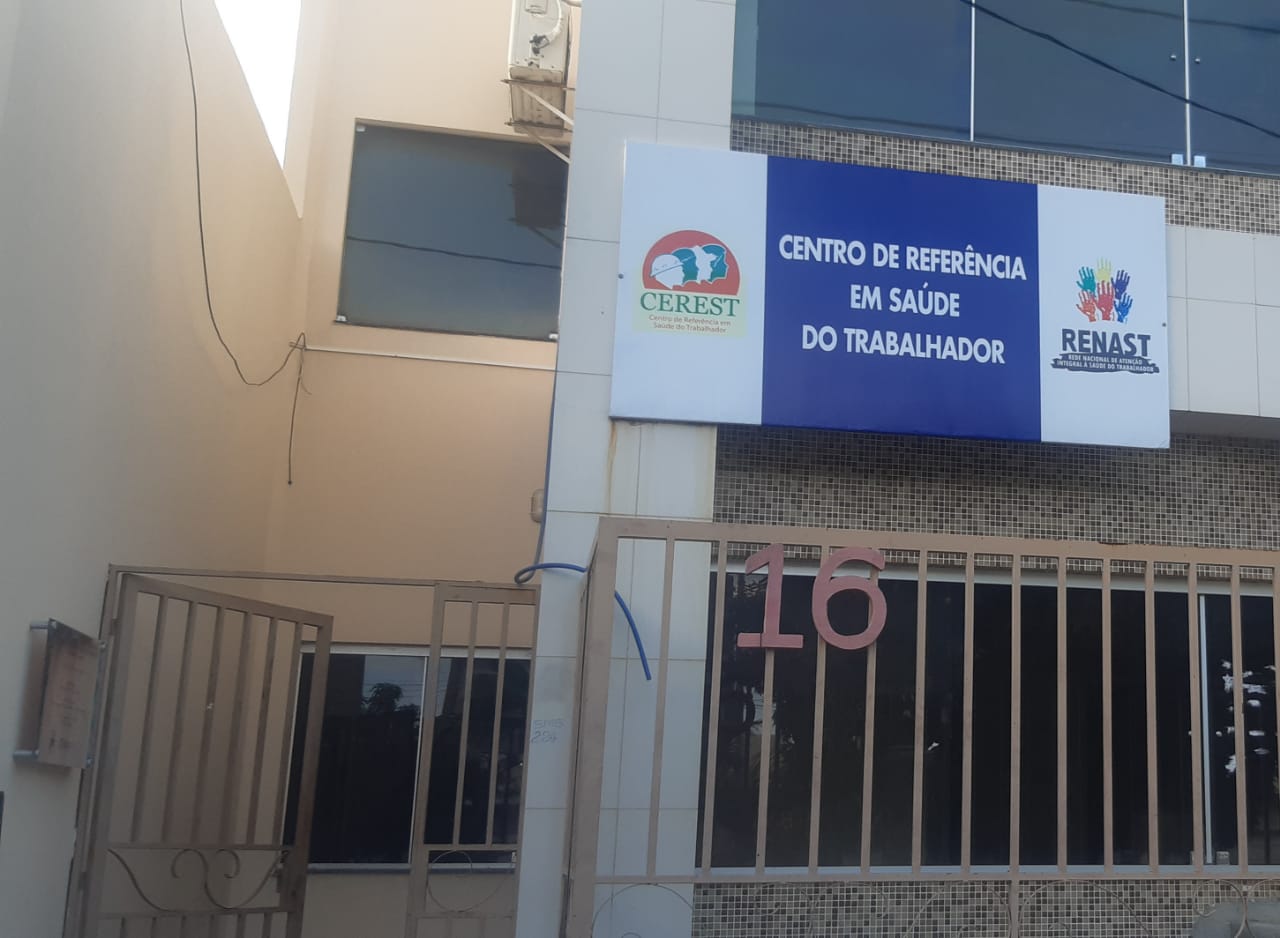 CEREST
Centro de Referência em
Saúde do Trabalhador
CENTRO DE REFERÊNCIA
EM SAÚDE
DO TRABALHADOR
RENAST
REDE NACIONAL DE ATENÇÃO
INTEGRAL À SAÚDE DO TRABALHADOR
16